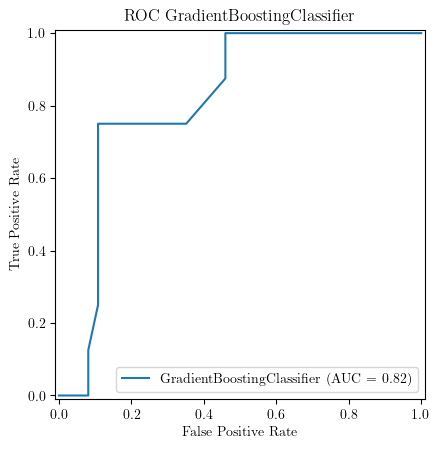 ROC GradientBoostingClassifier
1.0
0.8
0.6
0.4
0.2
0.0
True Positive Rate
GradientBoostingClassifier (AUC = 0.82)
0.0 0.2 0.4 0.6 0.8 1.0
False Positive Rate